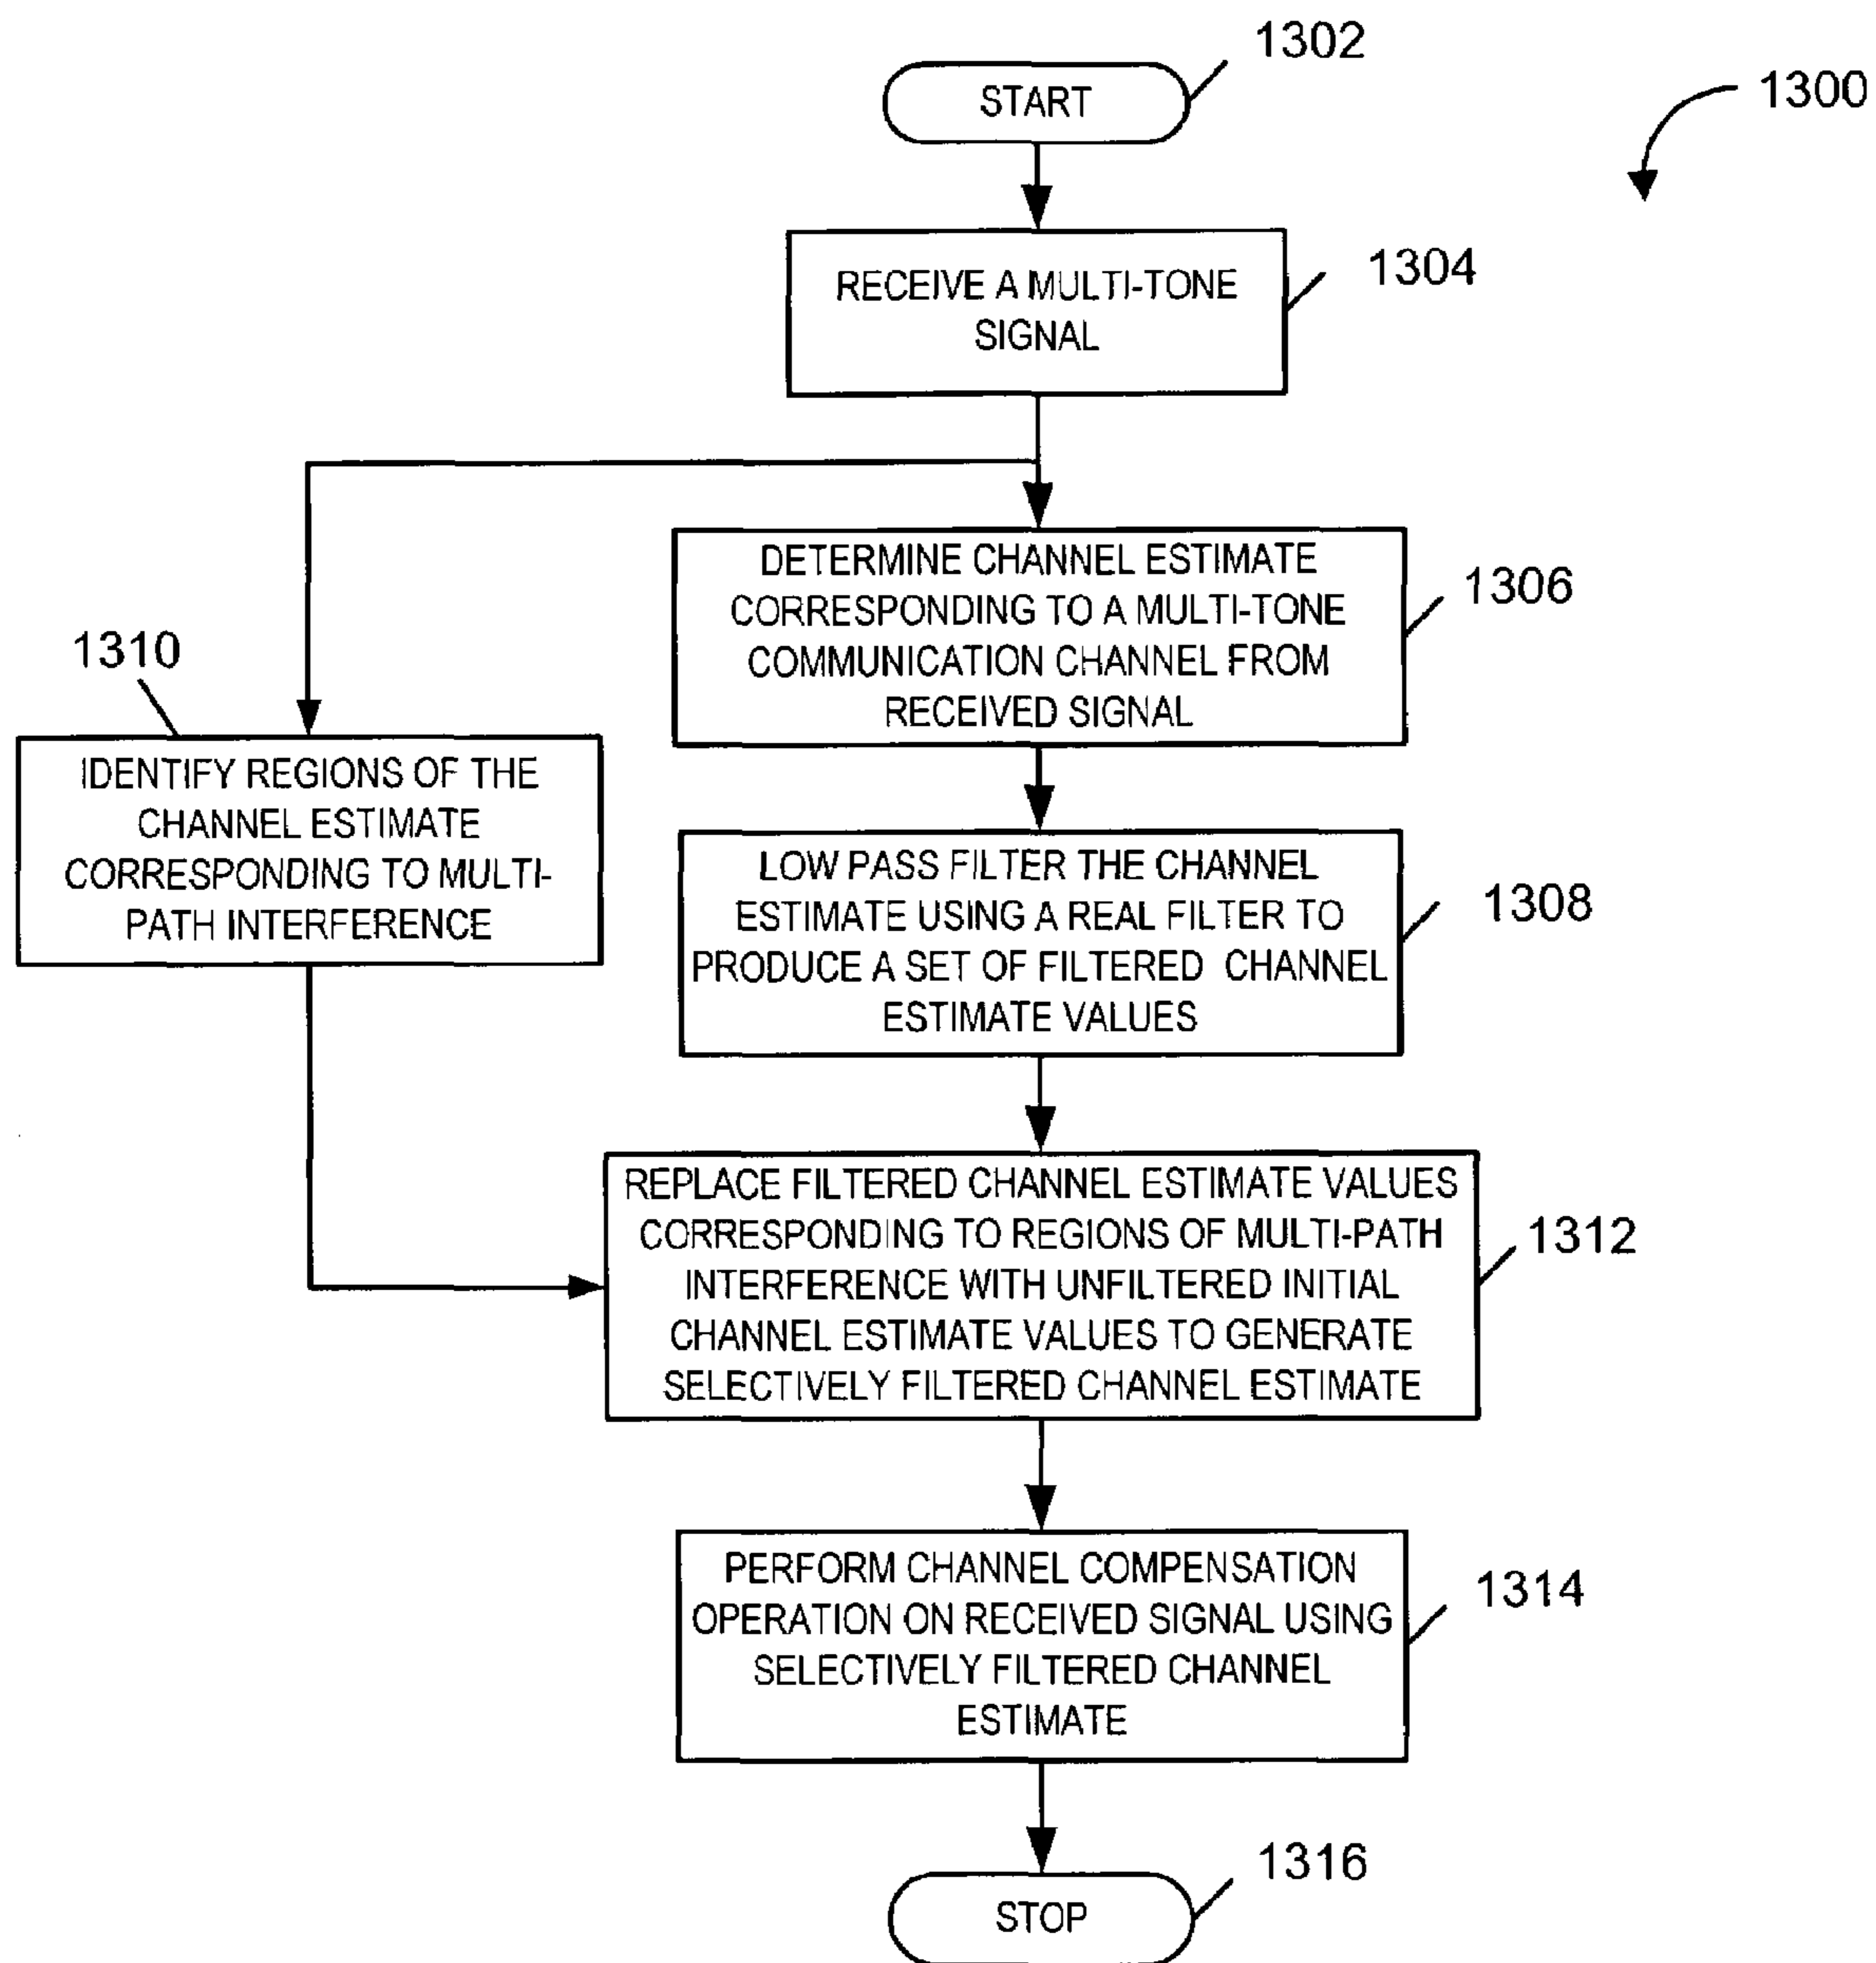 1302
START
1300
RECEIVE A MULTI-TONE
SIGNAL
1304
DETERMINE CHANNEL ESTIMATE
CORRESPONDING TO A MULTI-TONE
COMMUNICATION CHANNEL FROM
RECEIVED SIGNAL
1306
1310
IDENTIFY REGIONS OF THE
CHANNEL ESTIMATE
CORRESPONDING TO MULTI-
PATH INTERFERENCE
LOW PASS FILTER THE CHANNEL
ESTIMATE USING A REAL FILTER TO
PRODUCE A SET OF FILTERED CHANNEL
ESTIMATE VALUES
1308
REPLACE FILTERED CHANNEL ESTIMATE VALUES
CORRESPONDING TO REGIONS OF MULTI-PATH
INTERFERENCE WITH UNFILTERED INITIAL
CHANNEL ESTIMATE VALUES TO GENERATE
SELECTIVELY FILTERED CHANNEL ESTIMATE
1312
PERFORM CHANNEL COMPENSATION
OPERATION ON RECEIVED SIGNAL USING
SELECTIVELY FILTERED CHANNEL
ESTIMATE
1314
STOP
1316